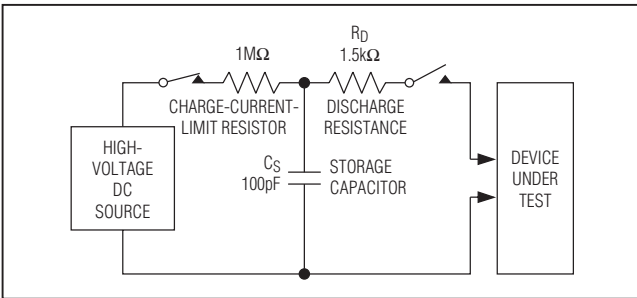 1MΩ
R_D
1.5kΩ
CHARGE-CURRENT-
LIMIT RESISTOR
DISCHARGE
RESISTANCE
HIGH-
VOLTAGE
DC
SOURCE
C_S
100pF
STORAGE
CAPACITOR
DEVICE
UNDER
TEST